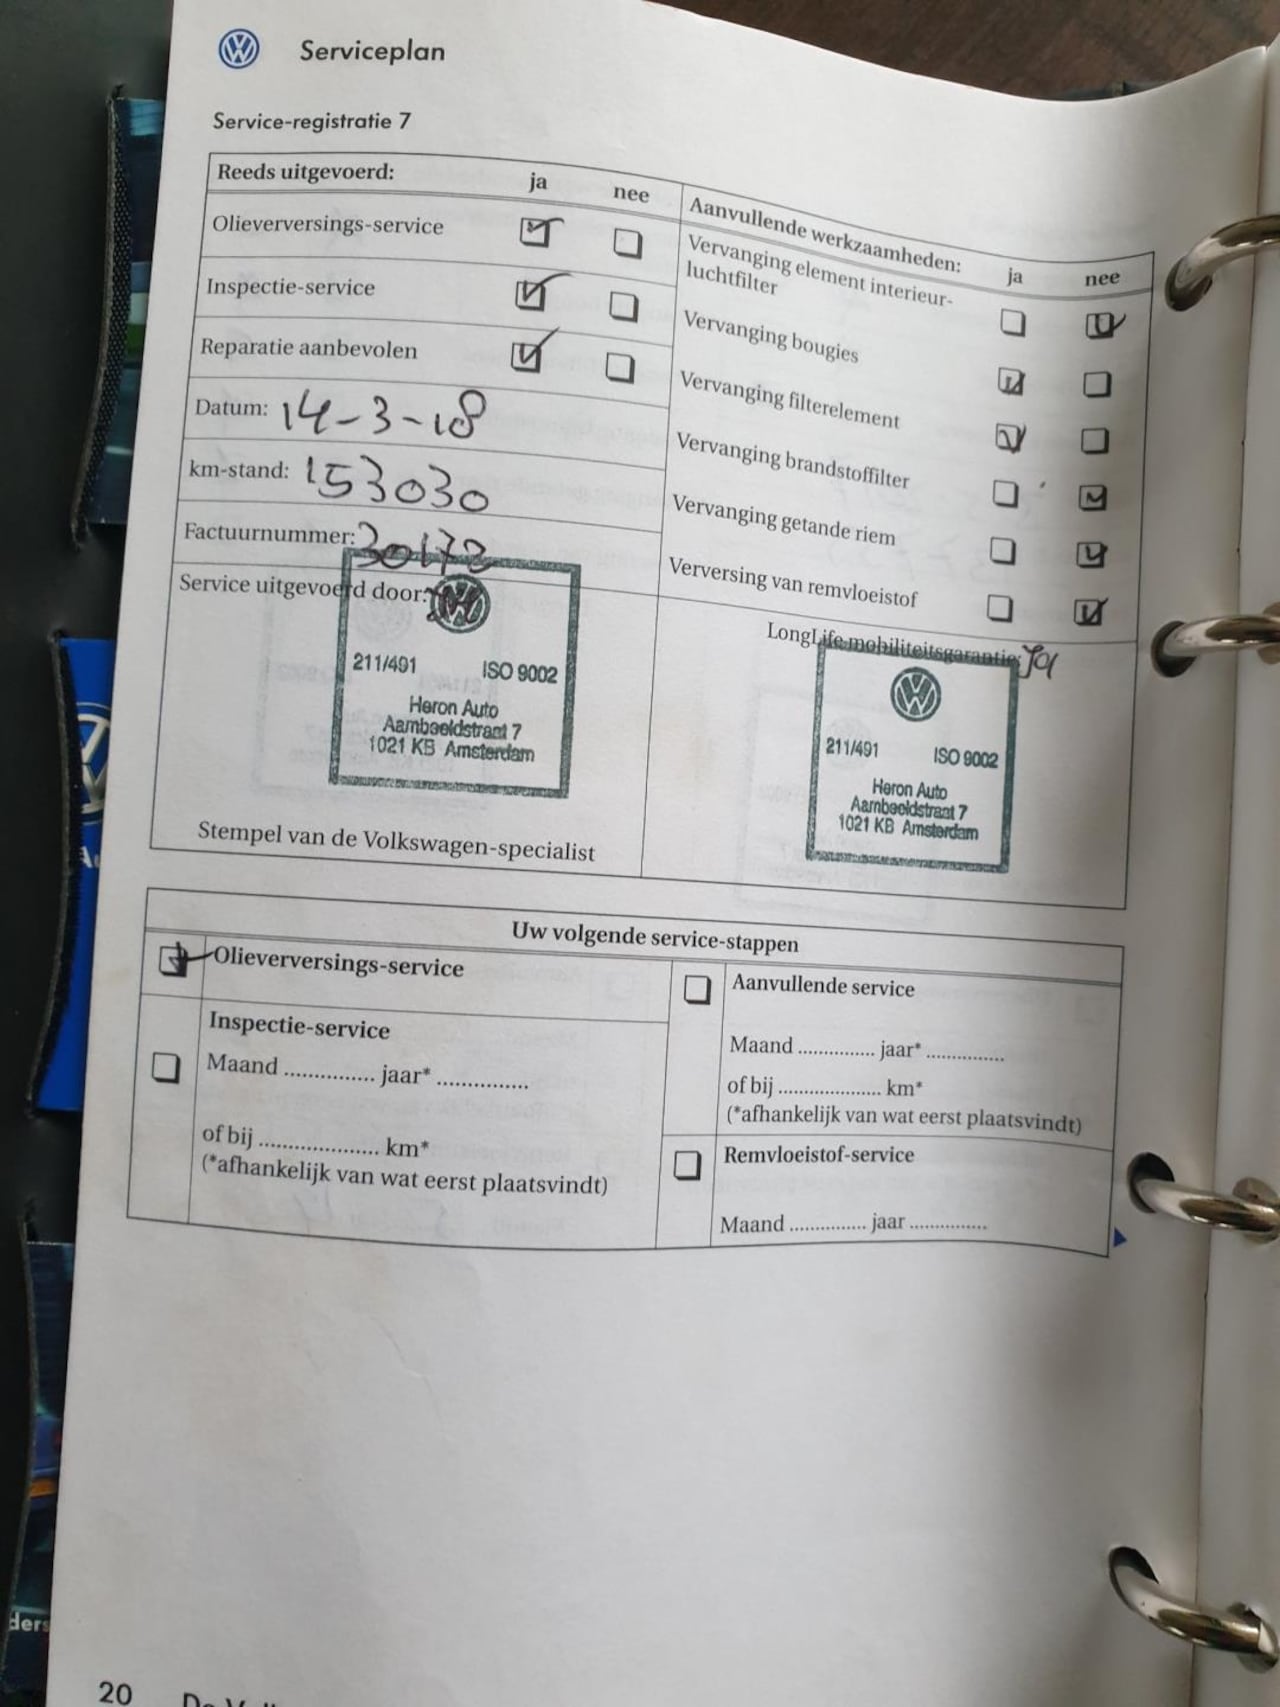 Serviceplan
Service-registratie 7
Reeds uitgevoerd: ja nee
Olieverversings-service
Inspectie-service
Reparatie aanbevolen
Datum: 14-3-18
km-stand: 153030
Factuurnummer: 30172
Service uitgevoerd door:
211/491 ISO 9002
Heron Auto
Aambeeldstraat 7
1021 KB Amsterdam
Stempel van de Volkswagen-specialist
Aanvullende werkzaamheden: ja nee
Vervanging element interieur-
luchtfilter
Vervanging bougies
Vervanging filterelement
Vervanging brandstoffilter
Vervanging getande riem
Verversing van remvloeistof
LongLife mobiliteitsgarantie: Ja
211/491 ISO 9002
Heron Auto
Aambeeldstraat 7
1021 KB Amsterdam
Uw volgende service-stappen
Olieverversings-service
Inspectie-service
Maand ............... jaar* ...............
of bij .................... km*
(*afhankelijk van wat eerst plaatsvindt)
Aanvullende service
Maand ............... jaar* ...............
of bij .................... km*
(*afhankelijk van wat eerst plaatsvindt)
Remvloeistof-service
Maand ............... jaar ...............
20
ders